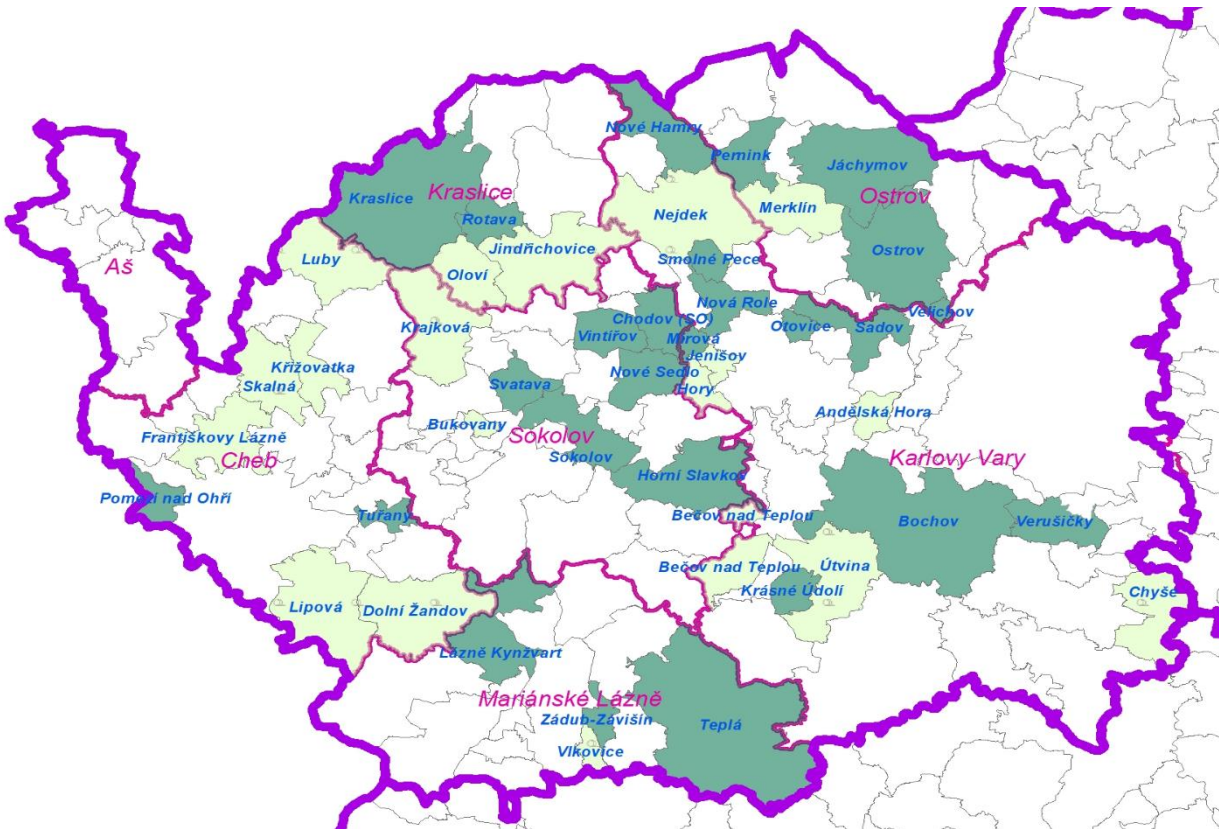 Nové Hamry
Pernink
Jáchymov
Kraslice
Kraslice
Ostrov
Merklín
Nejdek
Rotava
Jindřichovice
Ostrov
Luby
Smolné Pece
Aš
Oloví
Nová Role
Velichov
Krajková
Chodov (SO)
Otovice
Sadov
Vintířov
Mírová
Jenišov
Křižovatka
Skalná
Nové Sedlo
Svatava
Hory
Andělská Hora
Bukovany
Sokolov
Františkovy Lázně
Cheb
Sokolov
Karlovy Vary
Horní Slavkov
Pomezí nad Ohří
Tuřany
Bečov nad Teplou
Bochov
Verušičky
Bečov nad Teplou
Útvina
Krásné Údolí
Chyše
Lipová
Dolní Žandov
Lázně Kynžvart
Mariánské Lázně
Zádub-Závišín
Teplá
Vlkovice